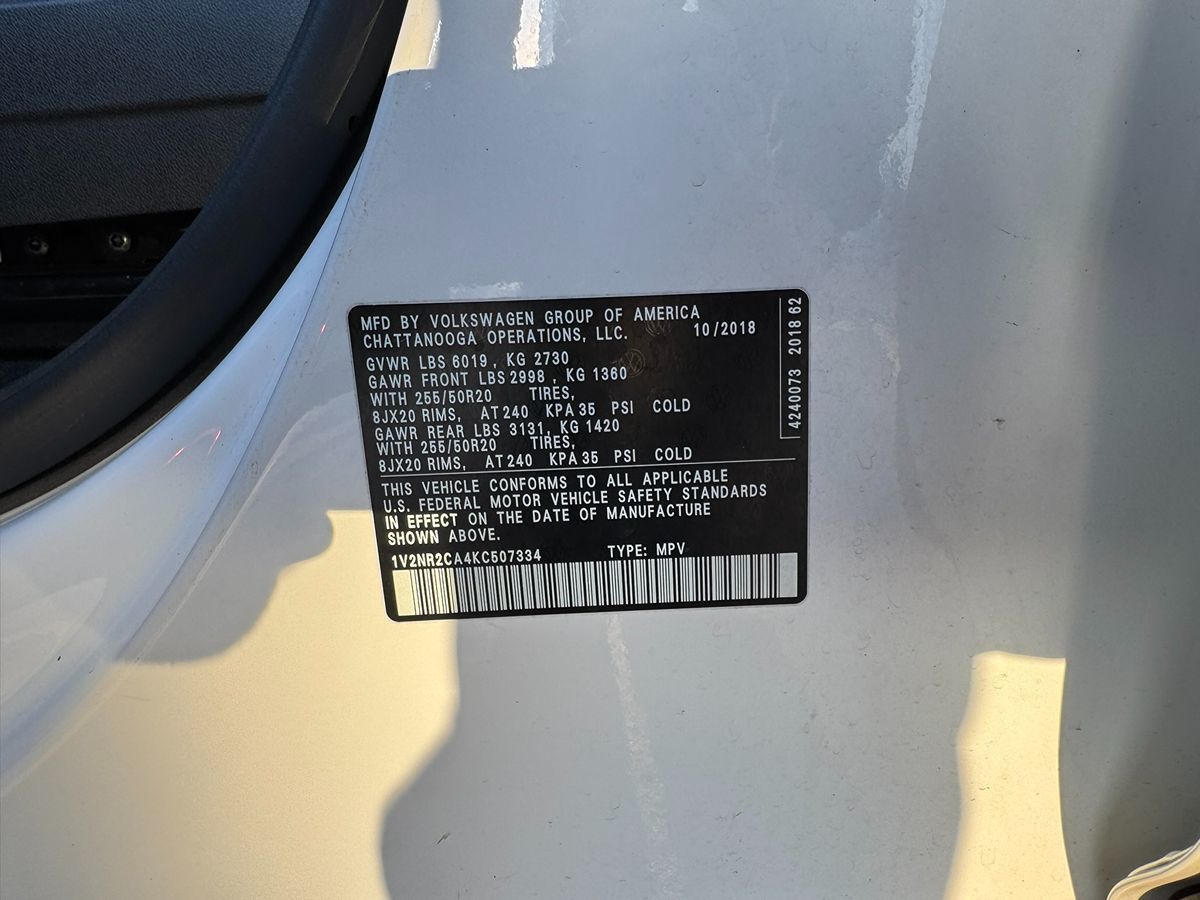 MFD BY VOLKSWAGEN GROUP OF AMERICA
CHATTANOOGA OPERATIONS, LLC. 10/2018
GVWR LBS 6019, KG 2730
GAWR FRONT LBS 2998, KG 1360
WITH 255/50R20 TIRES,
8JX20 RIMS, AT 240 KPA 35 PSI COLD
GAWR REAR LBS 3131, KG 1420
WITH 255/50R20 TIRES,
8JX20 RIMS, AT 240 KPA 35 PSI COLD
THIS VEHICLE CONFORMS TO ALL APPLICABLE
U.S. FEDERAL MOTOR VEHICLE SAFETY STANDARDS
IN EFFECT ON THE DATE OF MANUFACTURE
SHOWN ABOVE.
1V2NR2CA4KC507334 TYPE: MPV
4240073 2018 62